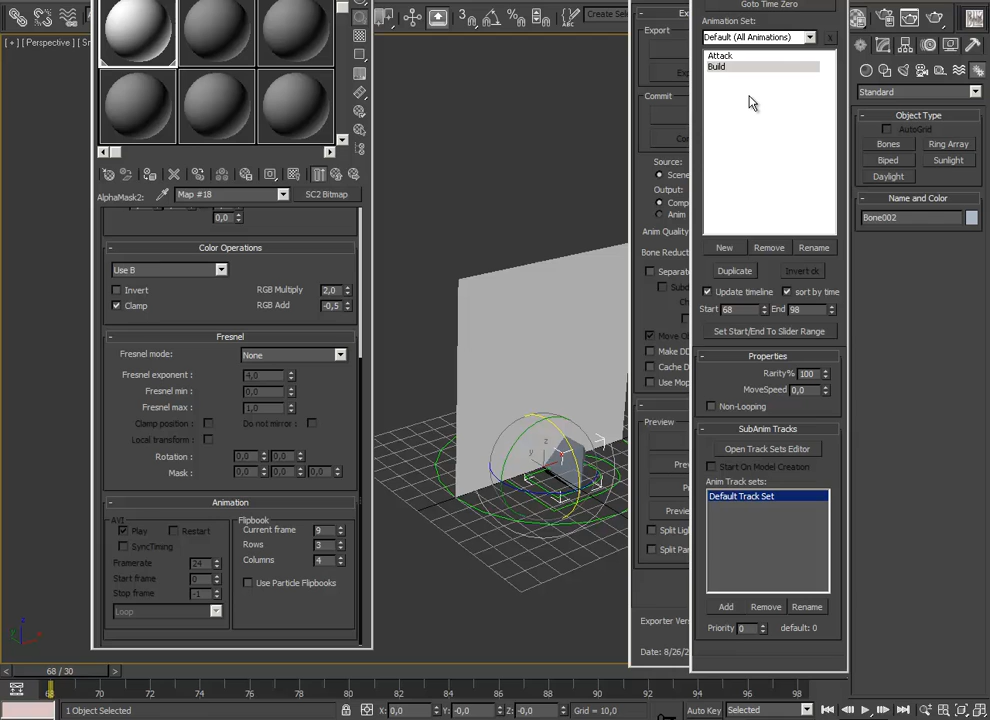 Goto Time Zero
Create Sel
[ + ] [ Perspective ] [ Sm
Animation Set:
Default (All Animations)
x
Attack
Build
Export
Commit
Source:
Scene
Output:
Comp
Anim
Anim Quality
Bone Reduct
Separate
Make DD
Cache D
Use Mop
Preview
Split Ligh
Split Part
Exporter Vers
Date: 8/26/2
New
Remove
Rename
Duplicate
Update timeline
sort by time
Start 68
End 98
Set Start/End To Slider Range
Properties
Rarity% 100
MoveSpeed 0,0
Non-Looping
SubAnim Tracks
Open Track Sets Editor
Start On Model Creation
Anim Track sets:
Default Track Set
Add
Remove
Rename
Priority 0
default: 0
Standard
Object Type
AutoGrid
Bones
Ring Array
Biped
Sunlight
Daylight
Name and Color
Bone002
AlphaMask2:
Map #18
SC2 Bitmap
0,0
Color Operations
Use B
Invert
RGB Multiply 2,0
Clamp
RGB Add -0,5
Fresnel
Fresnel mode: None
Fresnel exponent 4,0
Fresnel min : 0,0
Fresnel max : 1,0
Clamp position :
Do not mirror :
Local transform :
Rotation : 0,0 0,0
Mask : 0,0 0,0 0,0
Animation
AVI
Play
Restart
SyncTiming
Framerate 24
Start frame 0
Stop frame -1
Loop
Flipbook
Current frame 9
Rows 3
Columns 4
Use Particle Flipbooks
z
y
z
68 / 30
70 72 74 76 78 80 82 84 86 88 90 92 94 96 98
1 Object Selected
X: 0,0
Y: -0,0
Z: -0,0
Grid = 10,0
Auto Key
Selected